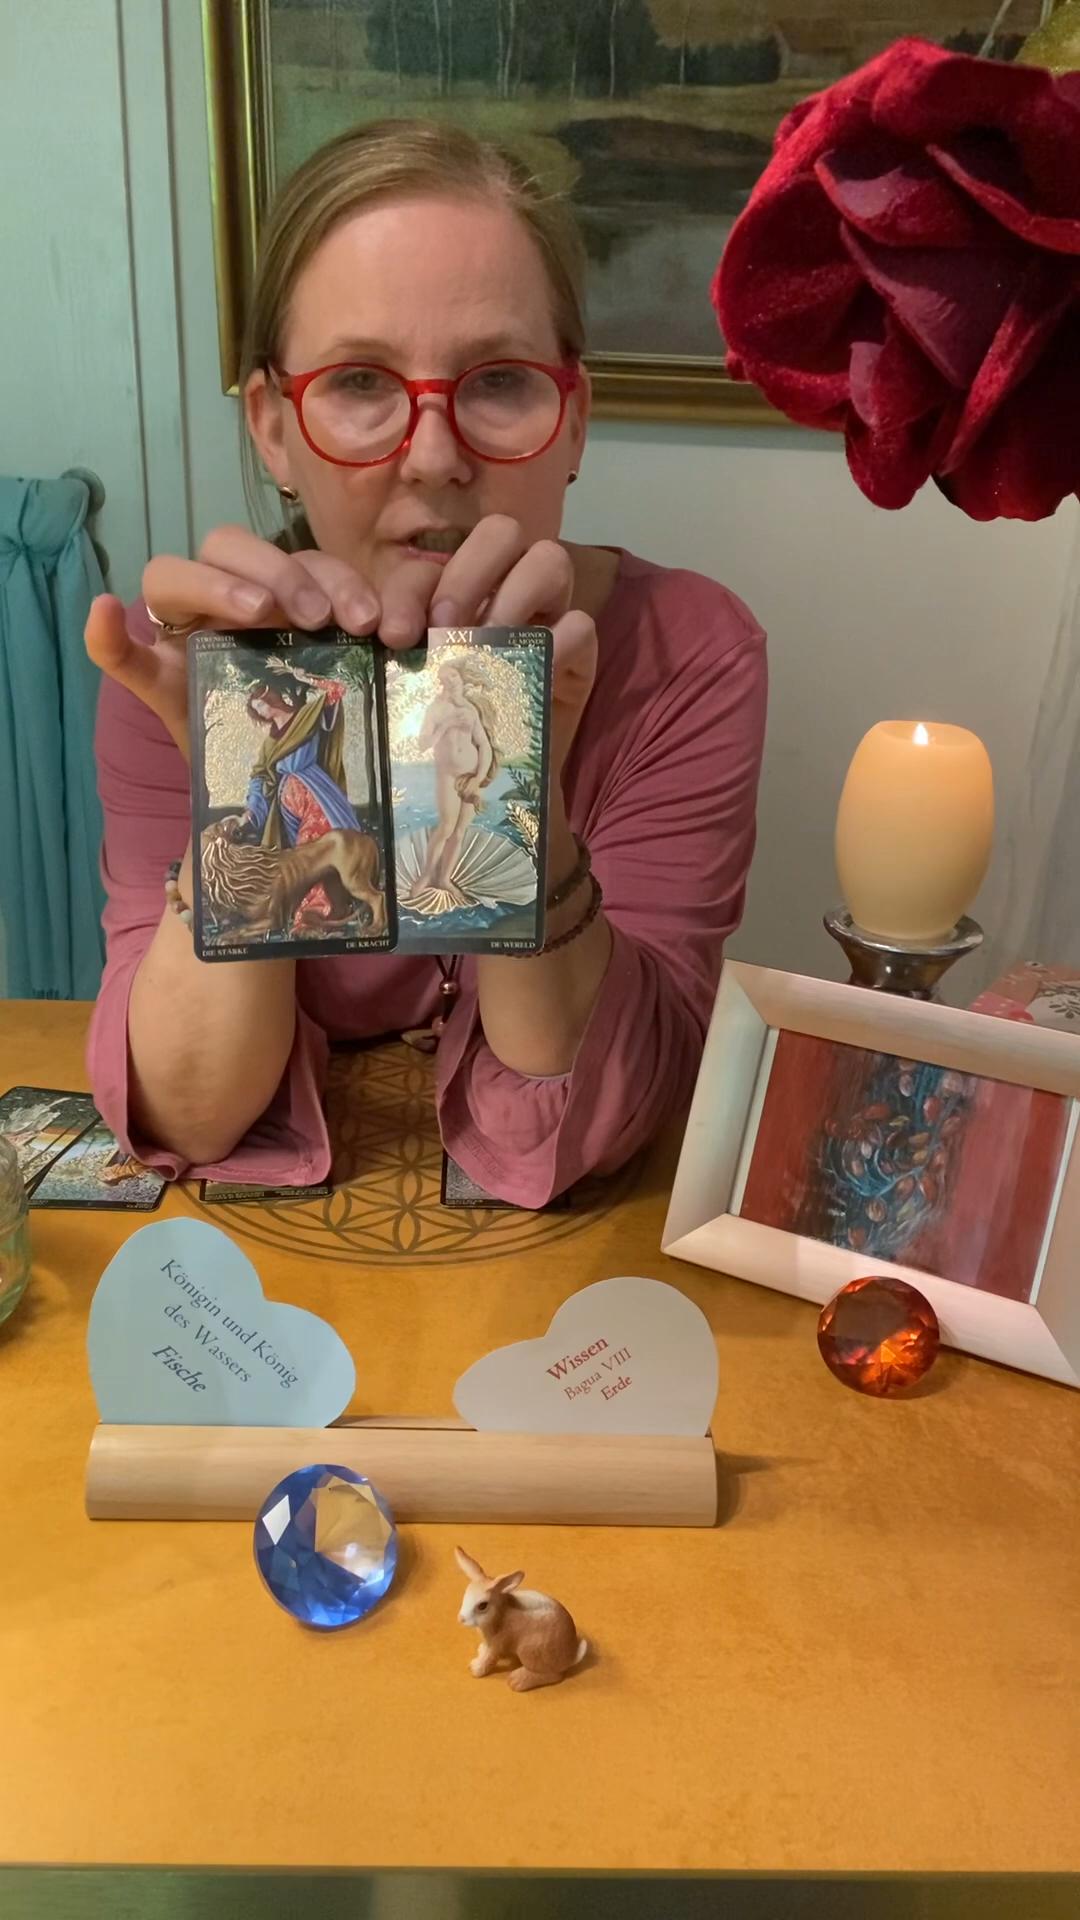 STRENGTH
LA FUERZA
XI
XXI
IL MONDO
LE MONDE
DIE STÄRKE
DE KRACHT
DE WERELD
Königin und König
des Wassers
Fische
Wissen
Bagua VIII
Erde